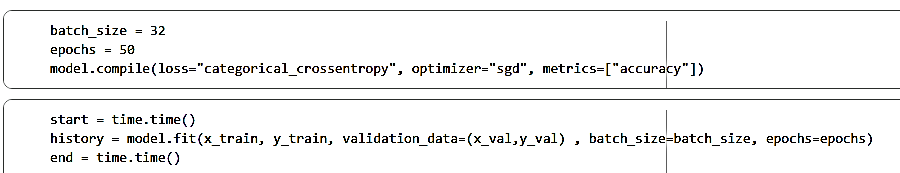 batch_size = 32
epochs = 50
model.compile(loss="categorical_crossentropy", optimizer="sgd", metrics=["accuracy"])
start = time.time()
history = model.fit(x_train, y_train, validation_data=(x_val,y_val) , batch_size=batch_size, epochs=epochs)
end = time.time()